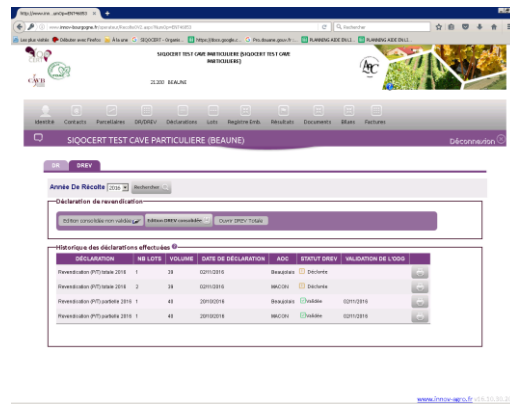 Rechercher
SIQOCERT TEST CAVE PARTICULIERE (SIQOCERT TEST CAVE
PARTICULIERE)
21200 BEAUNE
Identité Contacts Parcellaires DR/DREV Déclarations Lots Registre Emb. Résultats Documents Bilans Factures
SIQOCERT TEST CAVE PARTICULIERE (BEAUNE) Déconnexion
DR DREV
Année De Récolte 2016 Rechercher
Déclaration de revendication
Edition consolidée non validée Edition DREV consolidée Ouvrir DREV Totale
Historique des déclarations effectuées
DÉCLARATION NB LOTS VOLUME DATE DE DÉCLARATION AOC STATUT DREV VALIDATION DE L'ODG
Revendication (P/T) totale 2016 1 39 02/11/2016 Beaujolais Déclarée
Revendication (P/T) totale 2016 39 02/11/2016 MACON Déclarée
Revendication (P/T) partielle 2016 1 40 20/10/2016 Beaujolais Validée 02/11/2016
Revendication (P/T) partielle 2016 1 40 20/10/2016 MACON Validée 02/11/2016
www.innov-agro.fr